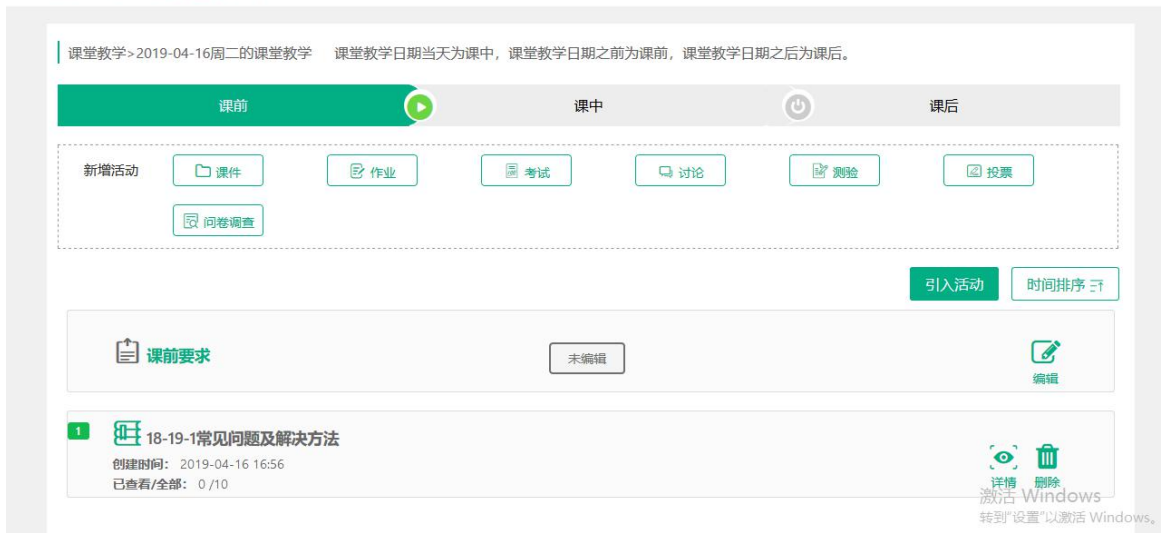 课堂教学>2019-04-16周二的课堂教学 课堂教学日期当天为课中，课堂教学日期之前为课前，课堂教学日期之后为课后。
课前 课中 课后
新增活动 课件 作业 考试 讨论 测验 投票
问卷调查
引入活动 时间排序
课前要求 未编辑
编辑
1 18-19-1常见问题及解决方法
创建时间： 2019-04-16 16:56
已查看/全部： 0 /10
详情 删除
激活 Windows
转到"设置"以激活 Windows。